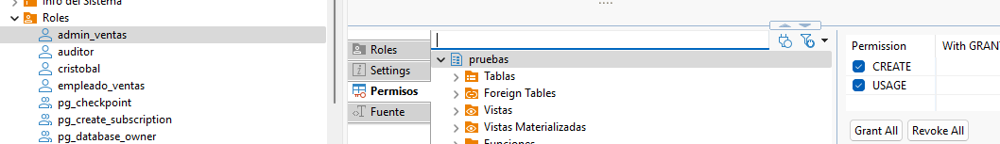 Info del Sistema
Roles
admin_ventas
auditor
cristobal
empleado_ventas
pg_checkpoint
pg_create_subscription
pg_database_owner
Roles
Settings
Permisos
Fuente
pruebas
Tablas
Foreign Tables
Vistas
Vistas Materializadas
Funciones
Permission
With GRANT
CREATE
USAGE
Grant All
Revoke All